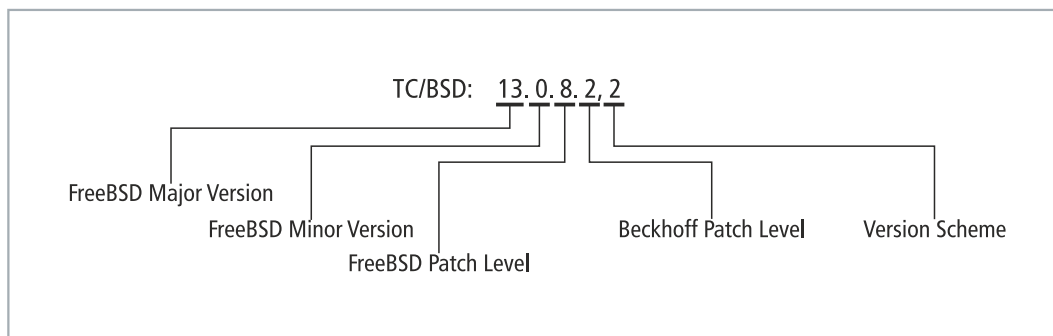 TC/BSD: 13.0.8.2,2
FreeBSD Major Version
FreeBSD Minor Version
Beckhoff Patch Level
Version Scheme
FreeBSD Patch Level